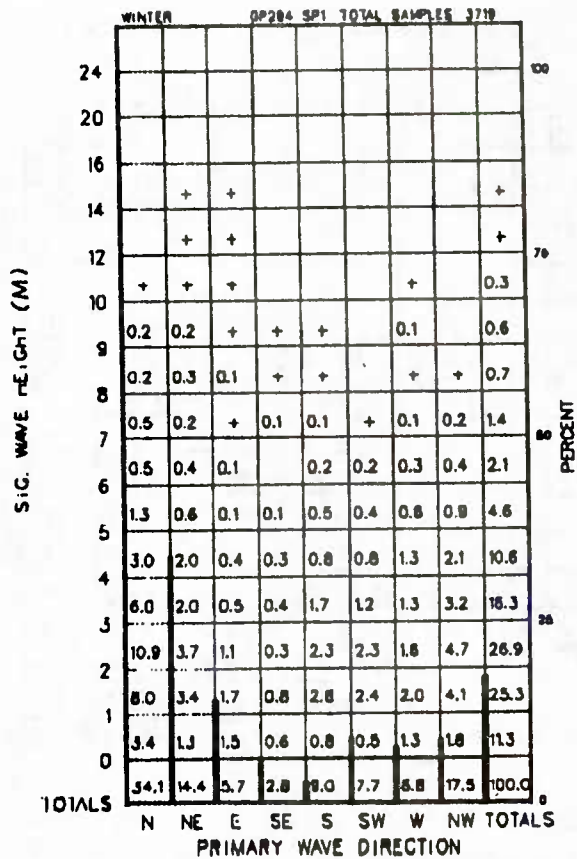 WINTER SP1 TOTAL SAMPLES 3719
24 100
20
16
+ + +
14
+ + + 
12 70
+ + + + 0.3
10
0.2 0.2 + + + 0.1 0.6
9
0.2 0.3 0.1 + + + + 0.7
8
0.5 0.2 + 0.1 0.1 + 0.1 0.2 1.4
7 50
0.5 0.4 0.1 0.2 0.2 0.3 0.4 2.1
6
1.3 0.6 0.1 0.1 0.5 0.4 0.6 0.9 4.6
5
3.0 2.0 0.4 0.3 0.8 0.8 1.3 2.1 10.6
4
6.0 2.0 0.5 0.4 1.7 1.2 1.3 3.2 16.3
3 25
10.9 3.7 1.1 0.3 2.3 2.3 1.6 4.7 26.9
2
8.0 3.4 1.7 0.8 2.8 2.4 2.0 4.1 25.3
1
3.4 1.3 1.5 0.6 0.8 0.5 1.3 1.8 11.3
0
TOTALS 34.1 14.4 5.7 2.6 9.0 7.7 8.8 17.5 100.0 0
N NE E SE S SW W NW TOTALS
PRIMARY WAVE DIRECTION
SiG. WAVE HEiGhT (M)
PERCENT